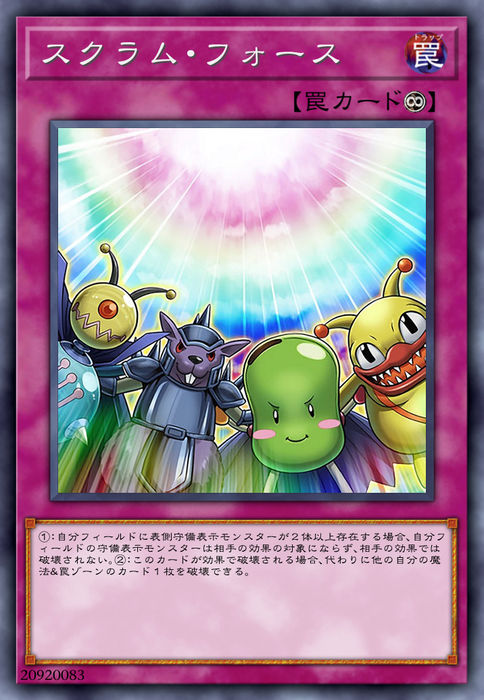 スクラム・フォース
トラップ
罠
【罠カード】
①：自分フィールドに表側守備表示モンスターが２体以上存在する場合、自分フ
ィールドの守備表示モンスターは相手の効果の対象にならず、相手の効果では
破壊されない。②：このカードが効果で破壊される場合、代わりに他の自分の魔
法&罠ゾーンのカード１枚を破壊できる。
20920083